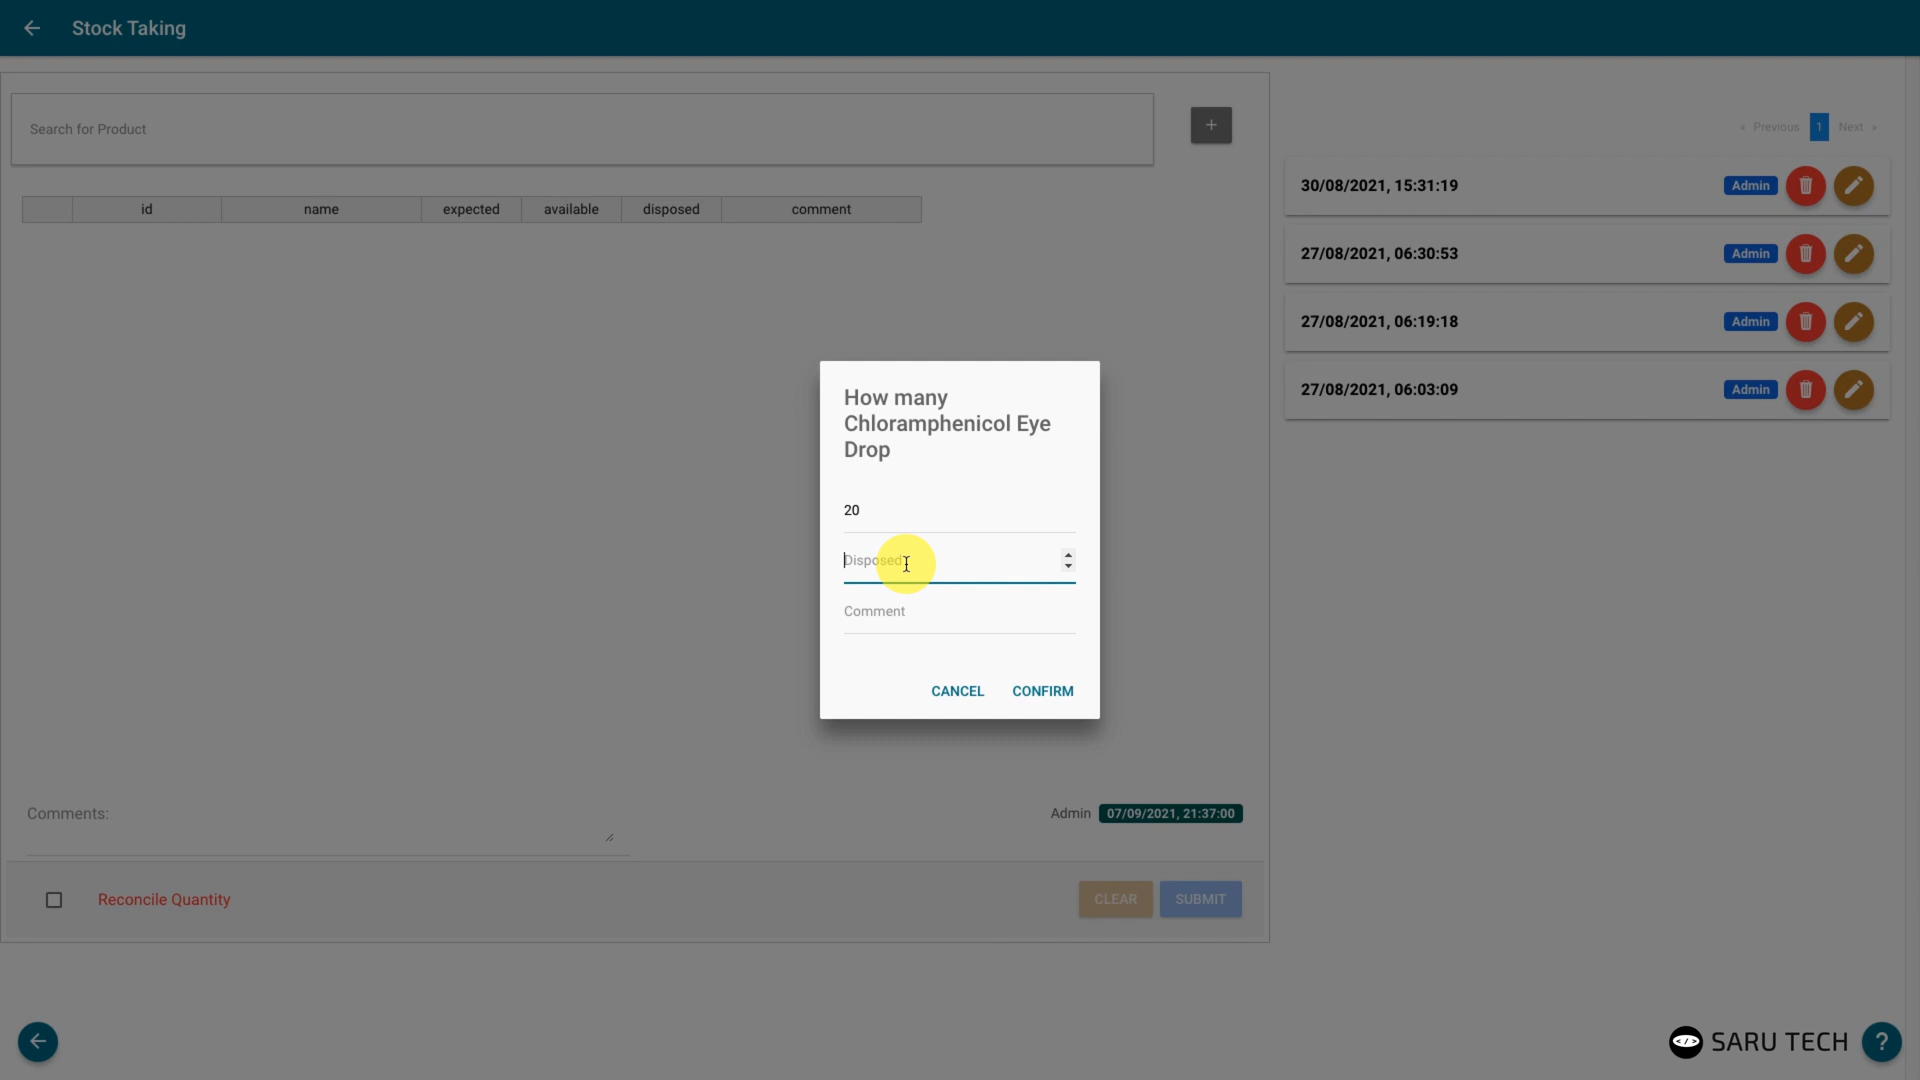 Stock Taking
Search for Product
+
« Previous 1 Next »
id name expected available disposed comment
30/08/2021, 15:31:19 Admin
27/08/2021, 06:30:53 Admin
27/08/2021, 06:19:18 Admin
27/08/2021, 06:03:09 Admin
How many
Chloramphenicol Eye
Drop
20
Disposed
Comment
CANCEL CONFIRM
Comments:
Admin 07/09/2021, 21:37:00
Reconcile Quantity
CLEAR SUBMIT
</> SARU TECH ?